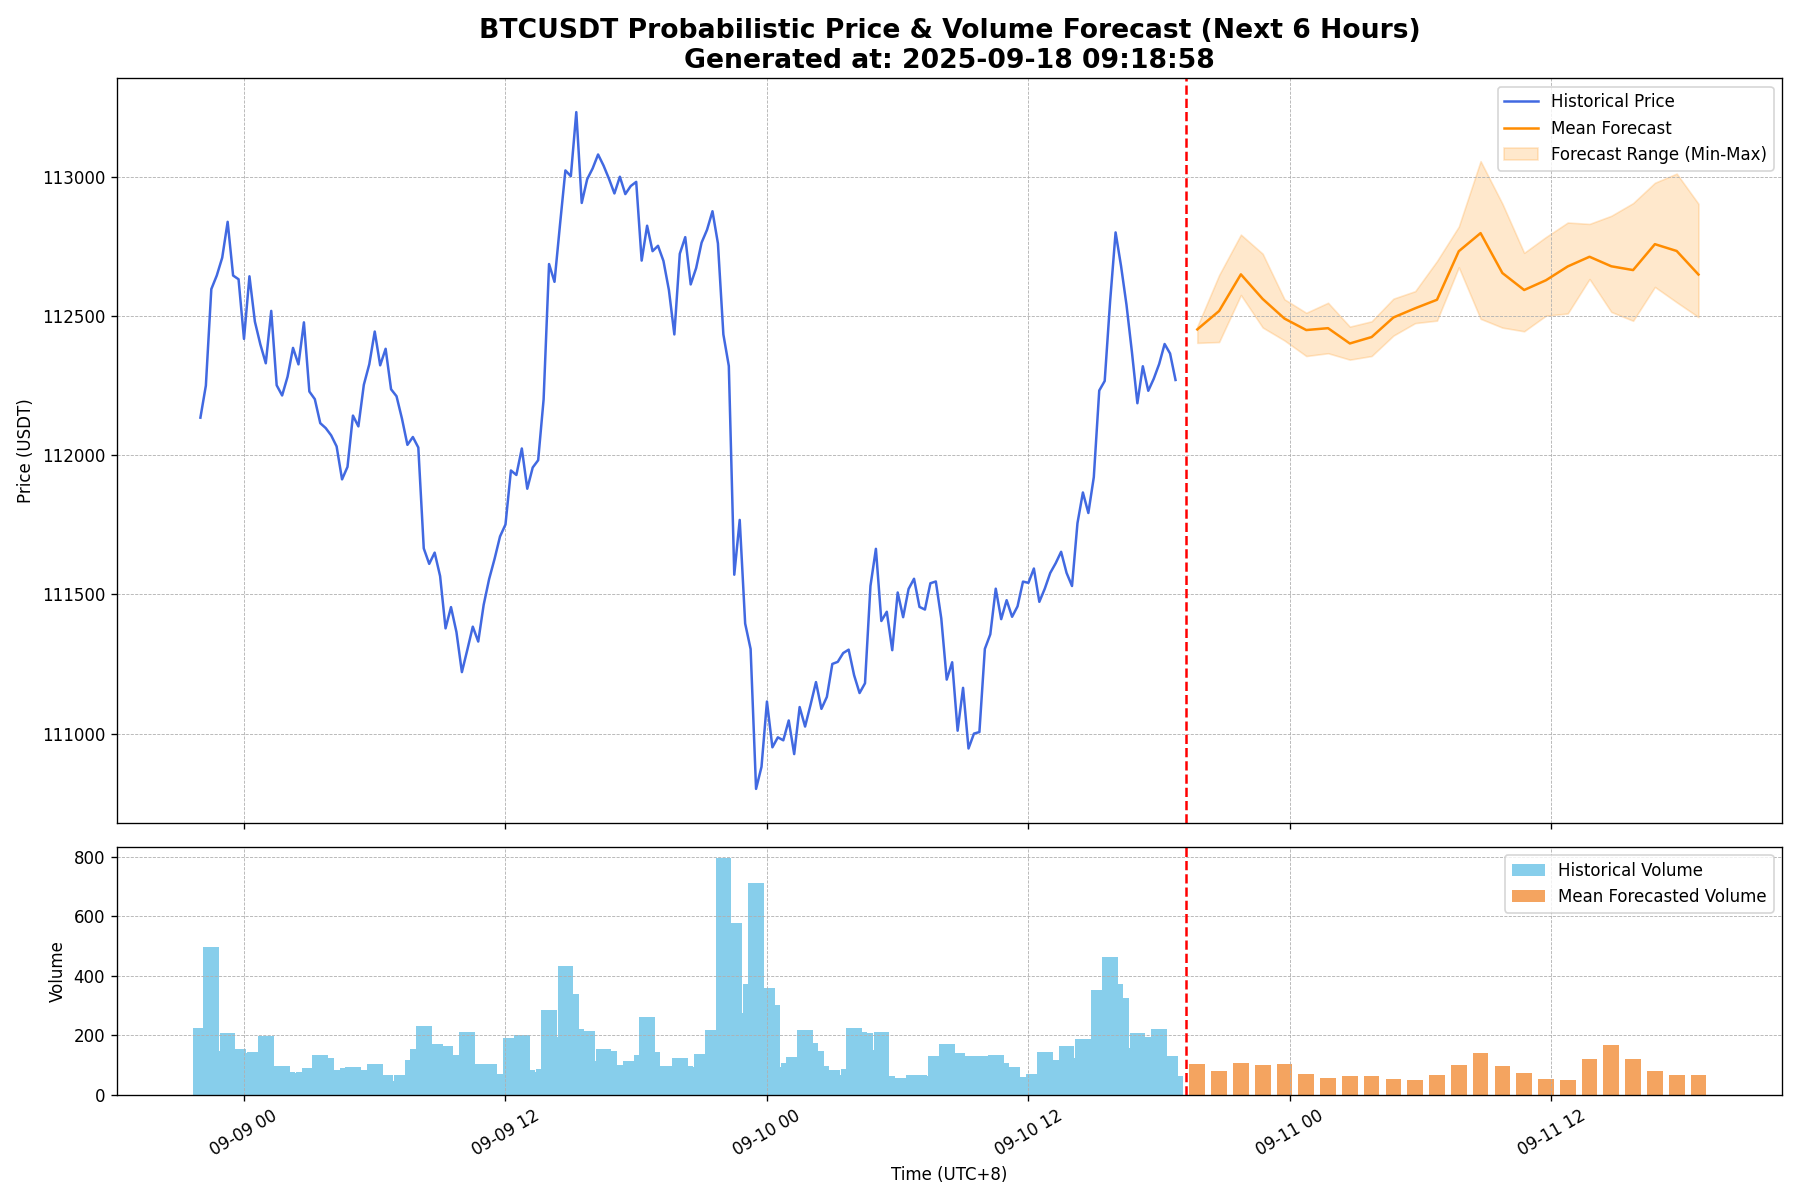 BTCUSDT Probabilistic Price & Volume Forecast (Next 6 Hours)
Generated at: 2025-09-18 09:18:58
Historical Price
Mean Forecast
Forecast Range (Min-Max)
Price (USDT)
113000
112500
112000
111500
111000
Historical Volume
Mean Forecasted Volume
Volume
800
600
400
200
0
09-09 00
09-09 12
09-10 00
09-10 12
09-11 00
09-11 12
Time (UTC+8)